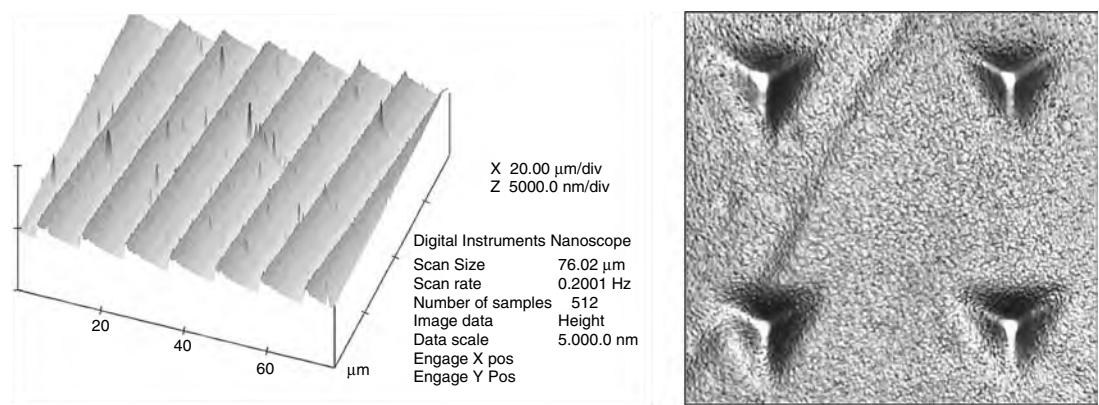 X 20.00 μm/div
Z 5000.0 nm/div
Digital Instruments Nanoscope
Scan Size 76.02 μm
Scan rate 0.2001 Hz
Number of samples 512
Image data Height
Data scale 5.000.0 nm
Engage X pos
Engage Y Pos
20
40
60
μm